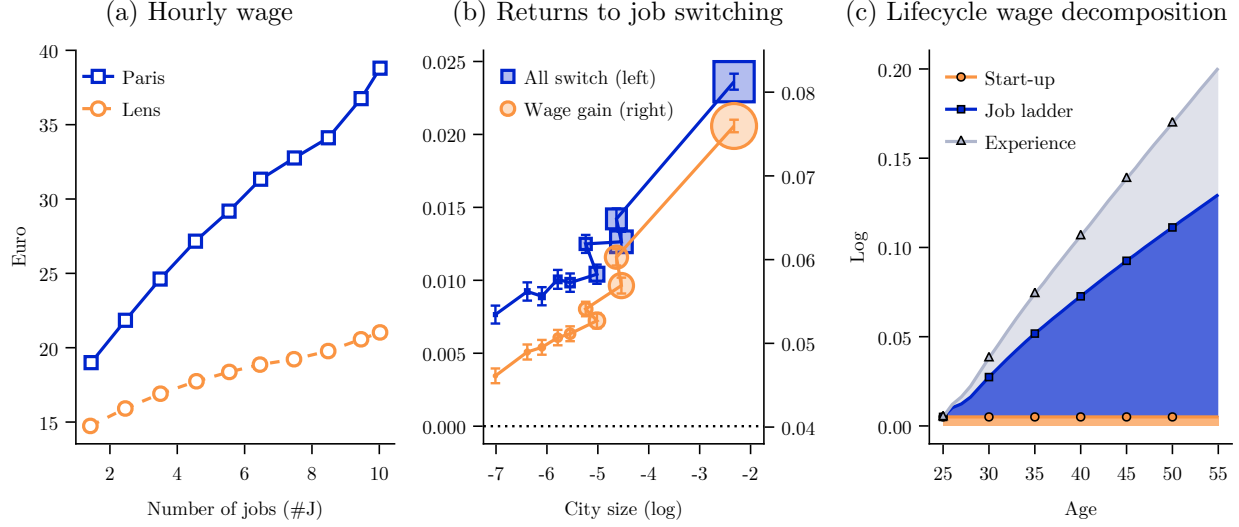 (a) Hourly wage
40
35
30
25
20
15
Euro
Paris
Lens
2 4 6 8 10
Number of jobs (#J)
(b) Returns to job switching
0.025
0.020
0.015
0.010
0.005
0.000
All switch (left)
Wage gain (right)
0.08
0.07
0.06
0.05
0.04
-7 -6 -5 -4 -3 -2
City size (log)
(c) Lifecycle wage decomposition
0.20
0.15
0.10
0.05
0.00
Log
Start-up
Job ladder
Experience
25 30 35 40 45 50 55
Age